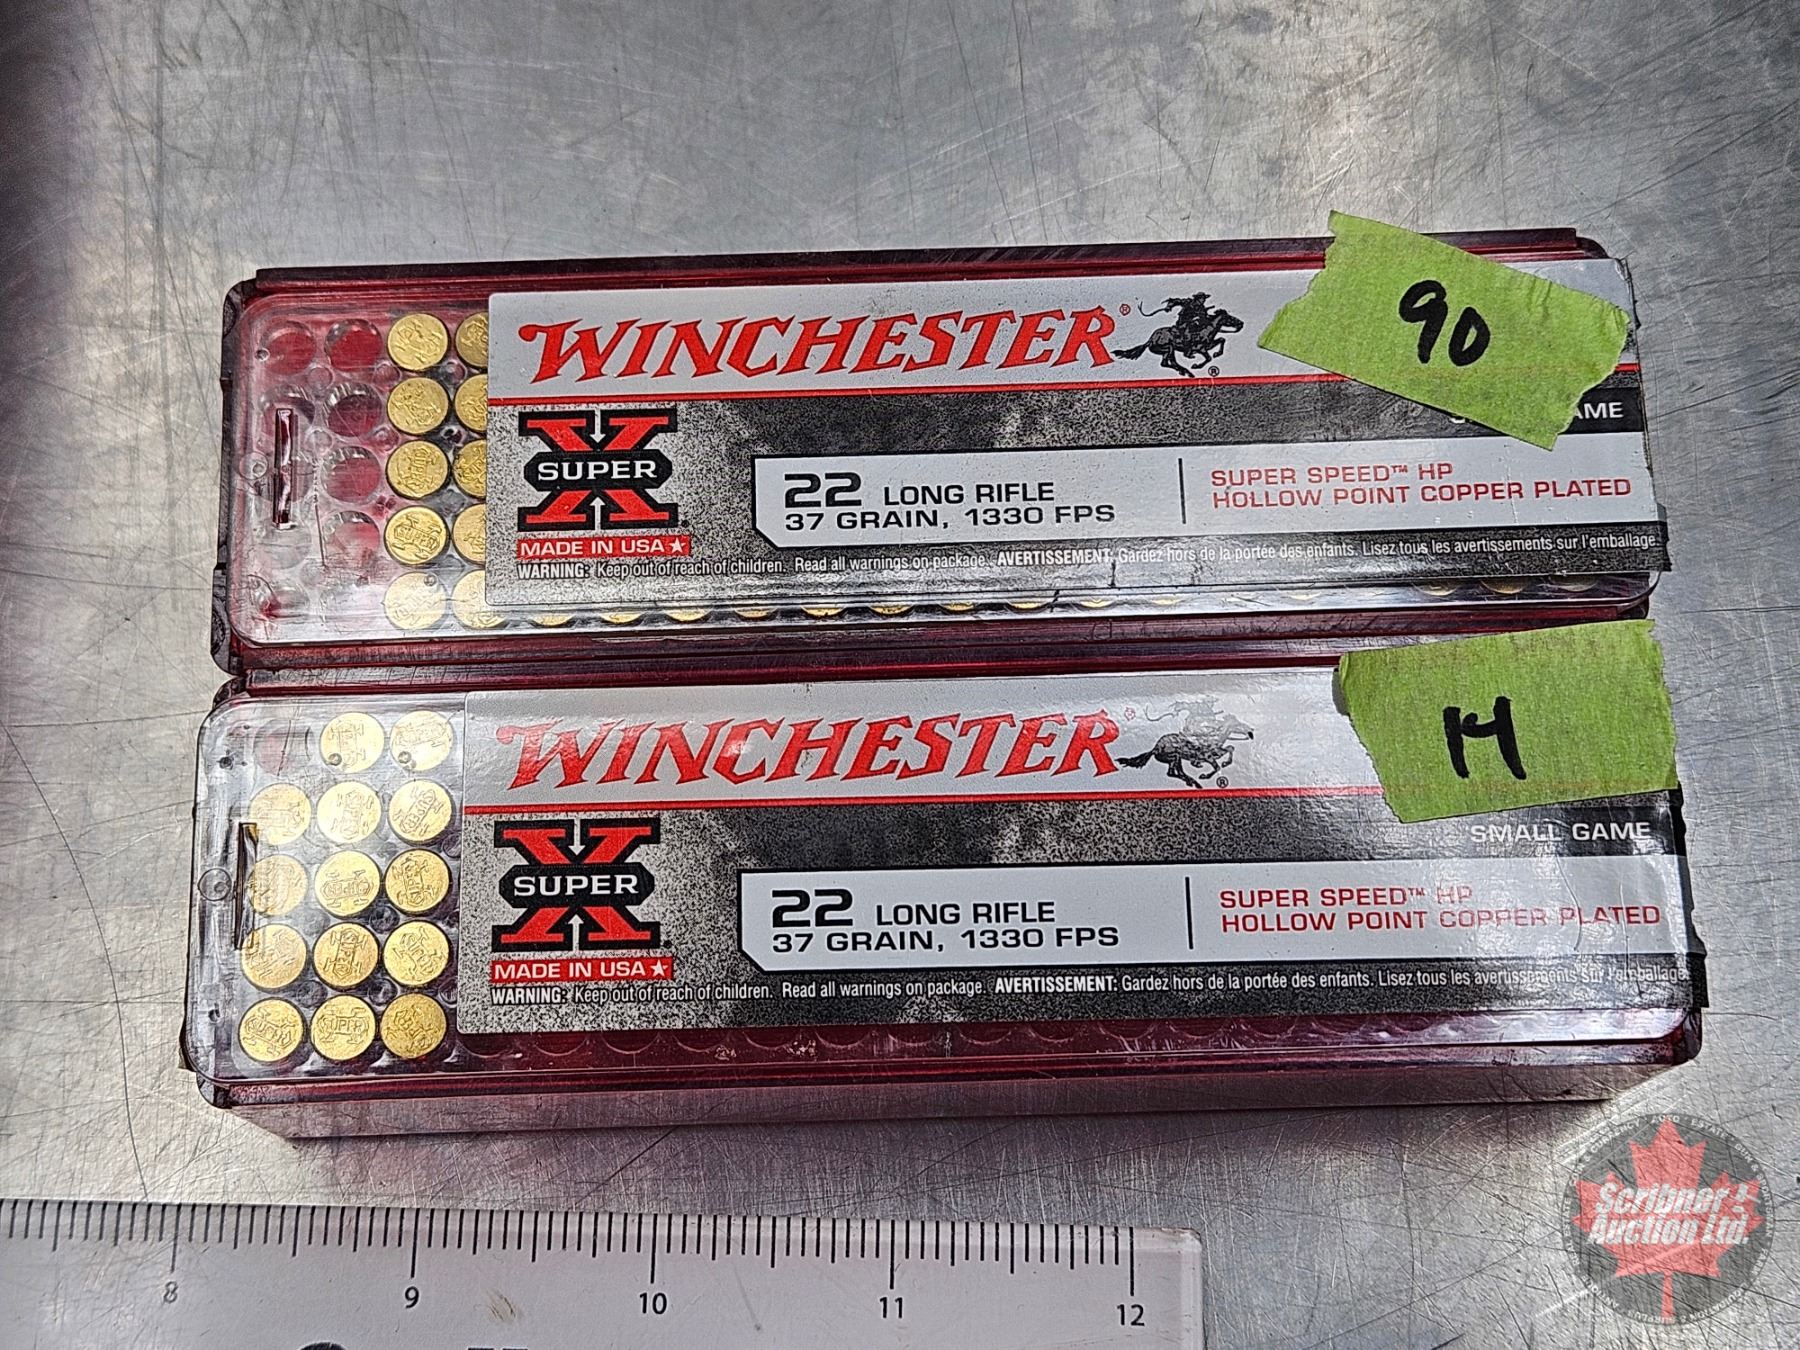 WINCHESTER®
90
®
AME
X
SUPER
®
22 LONG RIFLE
37 GRAIN, 1330 FPS
SUPER SPEED™ HP
HOLLOW POINT COPPER PLATED
MADE IN USA
WARNING: Keep out of reach of children. Read all warnings on package. AVERTISSEMENT: Gardez hors de la portée des enfants. Lisez tous les avertissements sur l'emballage.
WINCHESTER®
14
®
SMALL GAME
X
SUPER
®
22 LONG RIFLE
37 GRAIN, 1330 FPS
SUPER SPEED™ HP
HOLLOW POINT COPPER PLATED
MADE IN USA
WARNING: Keep out of reach of children. Read all warnings on package. AVERTISSEMENT: Gardez hors de la portée des enfants. Lisez tous les avertissements sur l'emballage.
8 9 10 11 12
Scribner
Auction Ltd.